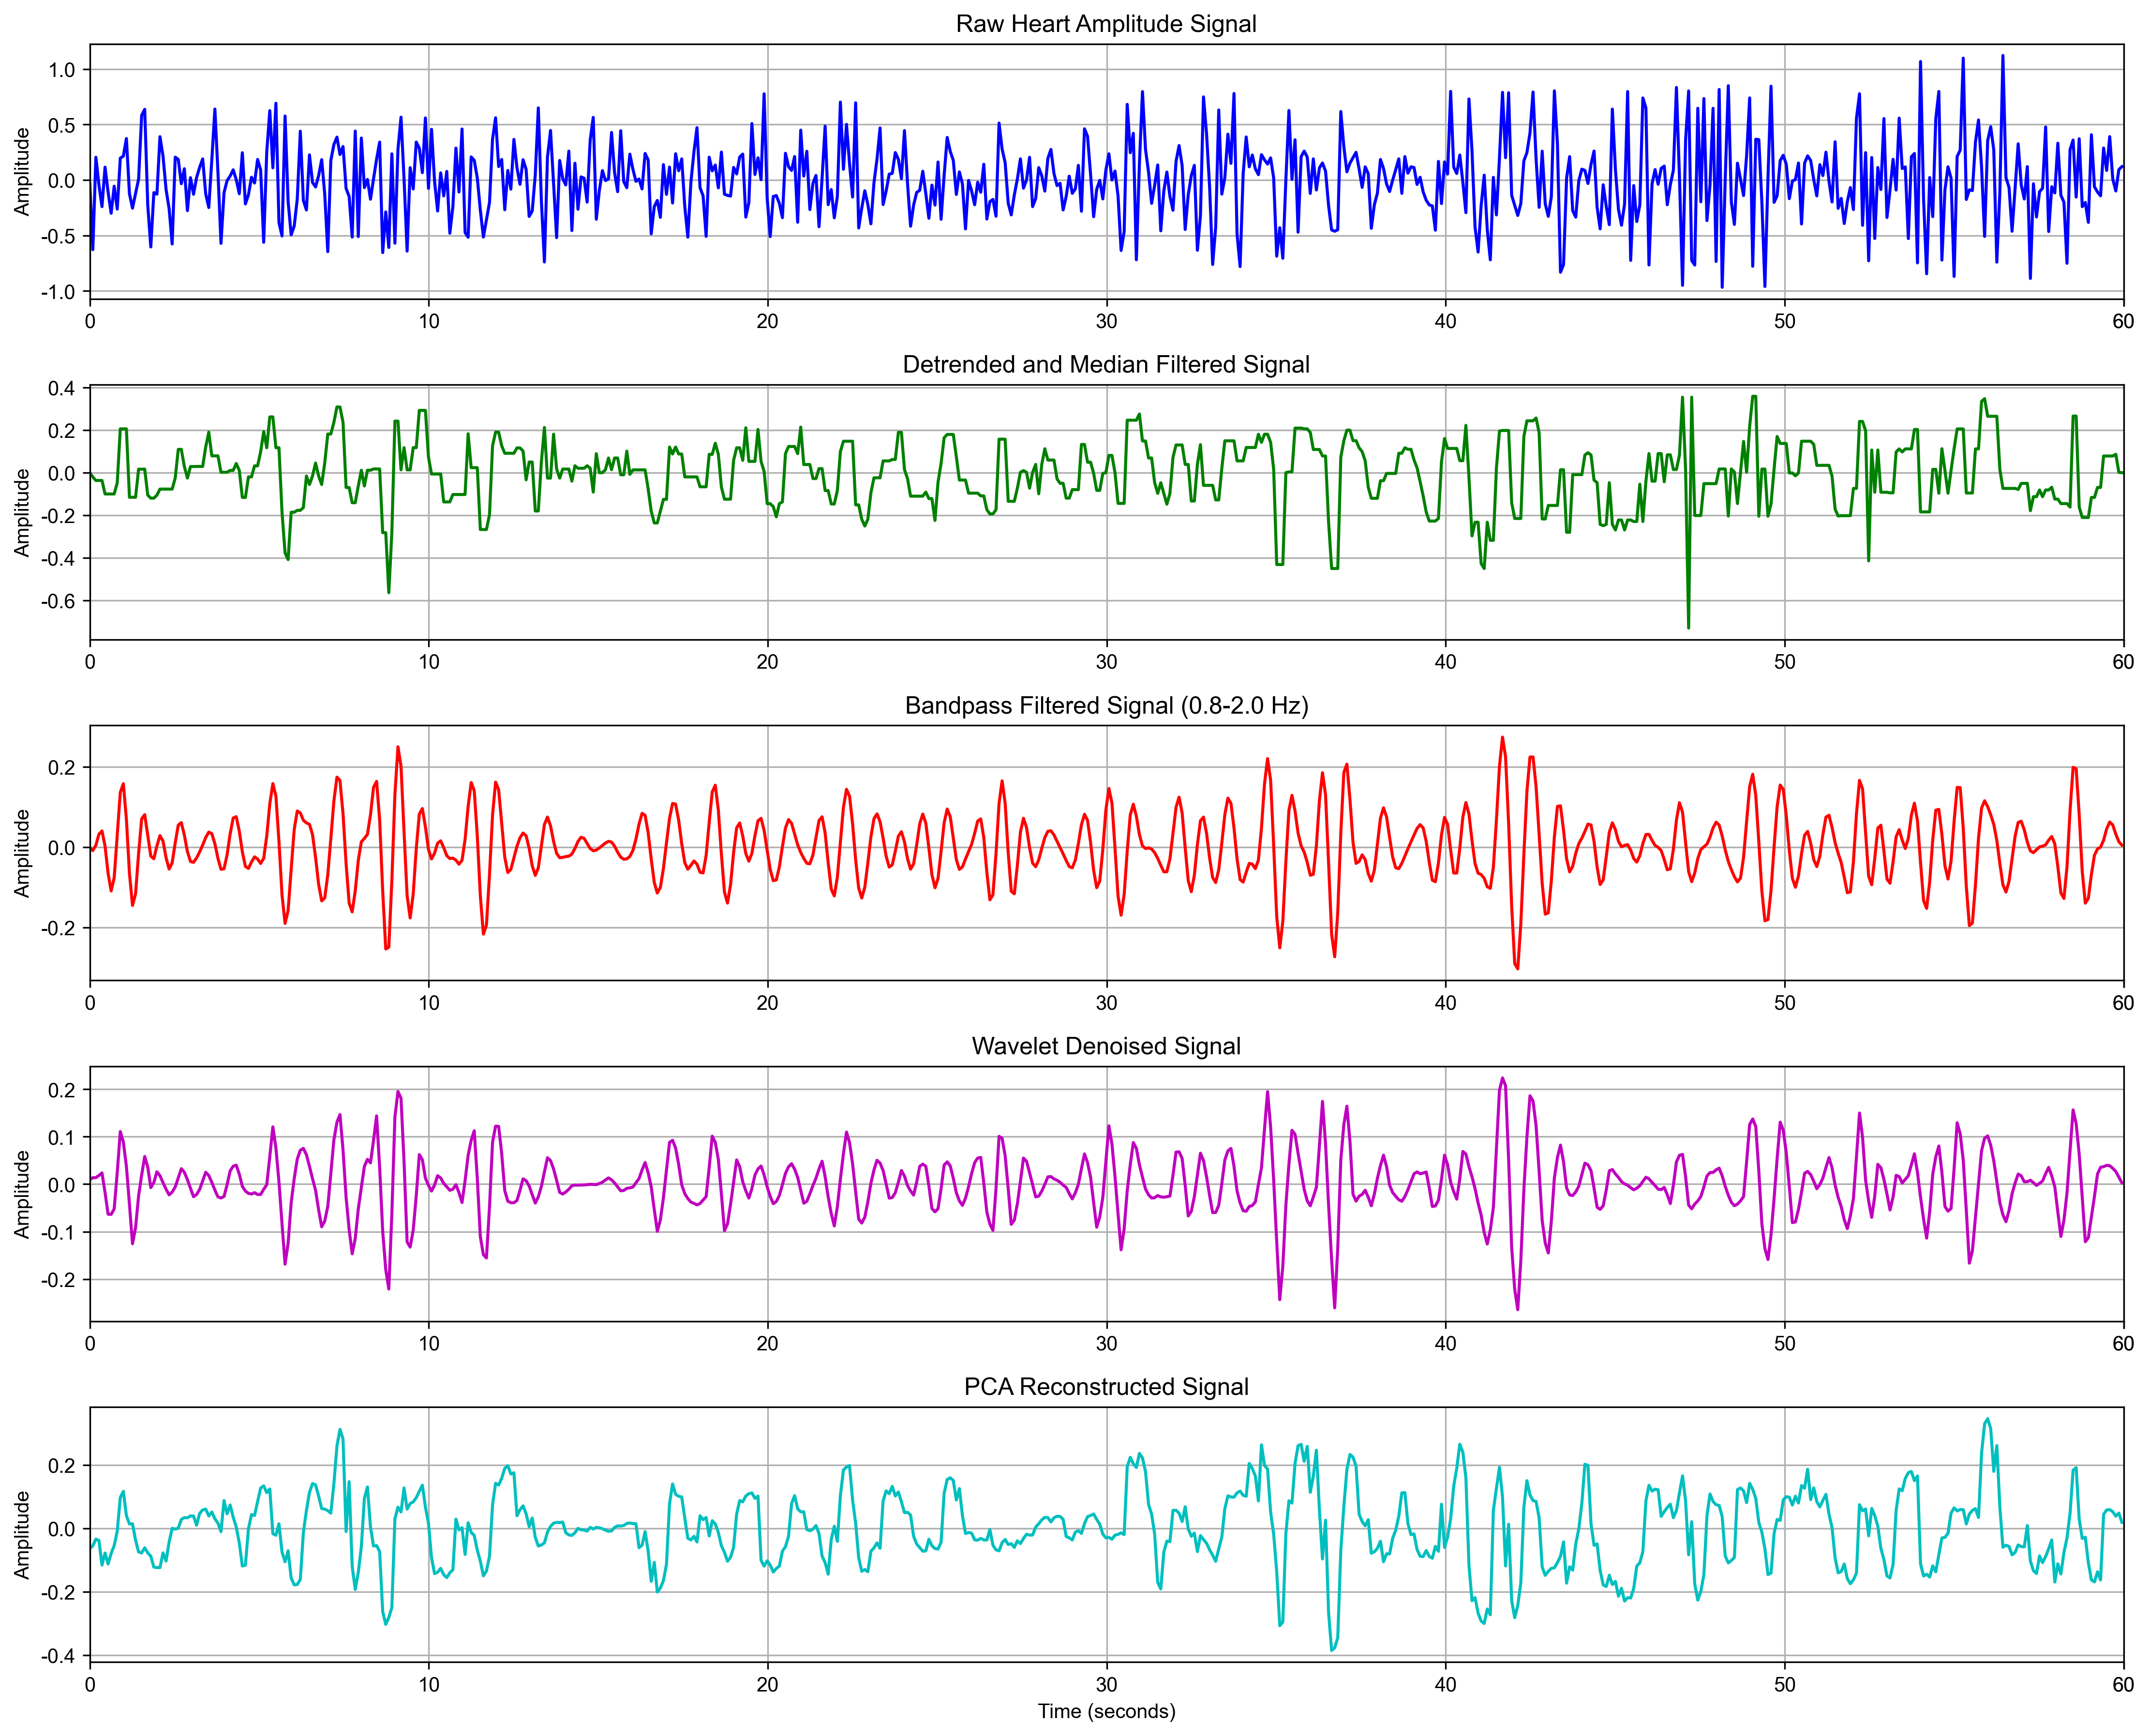 Raw Heart Amplitude Signal
1.0
0.5
0.0
-0.5
-1.0
Amplitude
0 10 20 30 40 50 60
Detrended and Median Filtered Signal
0.4
0.2
0.0
-0.2
-0.4
-0.6
Amplitude
0 10 20 30 40 50 60
Bandpass Filtered Signal (0.8-2.0 Hz)
0.2
0.0
-0.2
Amplitude
0 10 20 30 40 50 60
Wavelet Denoised Signal
0.2
0.1
0.0
-0.1
-0.2
Amplitude
0 10 20 30 40 50 60
PCA Reconstructed Signal
0.2
0.0
-0.2
-0.4
Amplitude
0 10 20 30 40 50 60
Time (seconds)